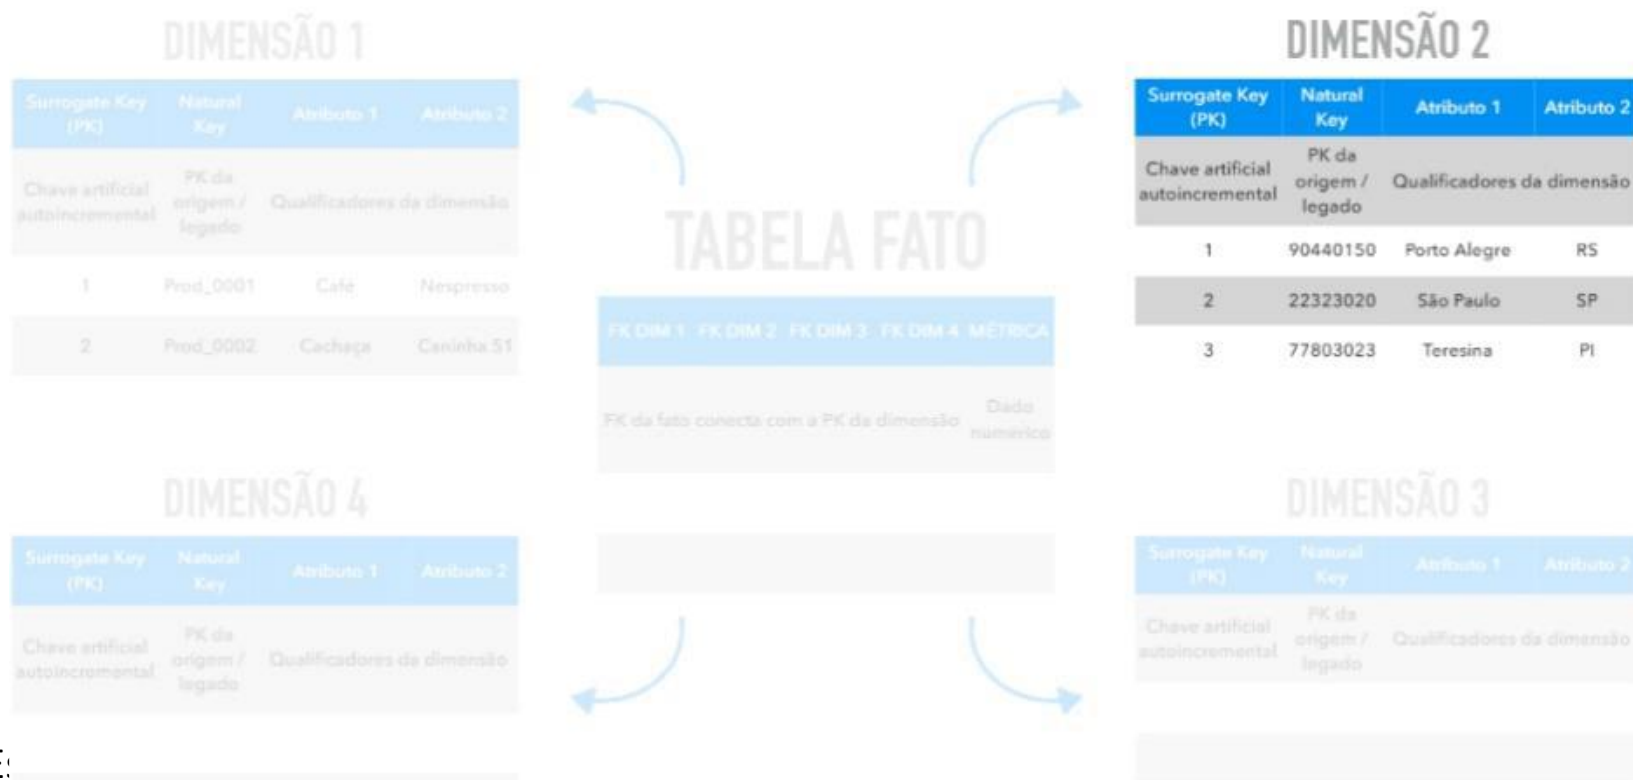 DIMENSÃO 1
Surrogate Key (PK) Natural Key Atributo 1 Atributo 2
Chave artificial autoincremental PK da origem / legado Qualificadores da dimensão
1 Prod_0001 Café Nespresso
2 Prod_0002 Cachaça Caninha 51
DIMENSÃO 2
Surrogate Key (PK) Natural Key Atributo 1 Atributo 2
Chave artificial autoincremental PK da origem / legado Qualificadores da dimensão
1 90440150 Porto Alegre RS
2 22323020 São Paulo SP
3 77803023 Teresina PI
TABELA FATO
FK DIM 1 FK DIM 2 FK DIM 3 FK DIM 4 MÉTRICA
FK da fato conecta com a PK da dimensão Dado numérico
DIMENSÃO 4
Surrogate Key (PK) Natural Key Atributo 1 Atributo 2
Chave artificial autoincremental PK da origem / legado Qualificadores da dimensão
DIMENSÃO 3
Surrogate Key (PK) Natural Key Atributo 1 Atributo 2
Chave artificial autoincremental PK da origem / legado Qualificadores da dimensão